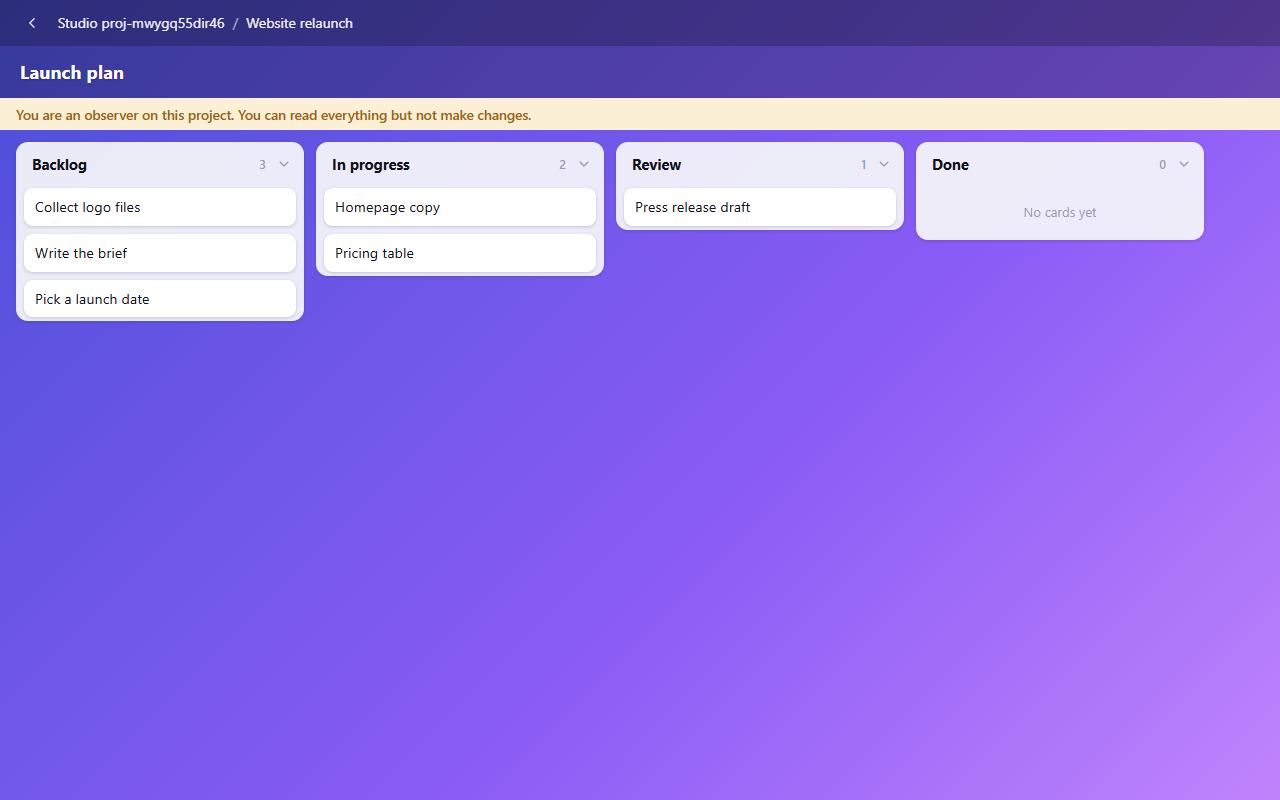 Studio proj-mwygq55dir46 / Website relaunch
Launch plan
You are an observer on this project. You can read everything but not make changes.
Backlog 3
Collect logo files
Write the brief
Pick a launch date
In progress 2
Homepage copy
Pricing table
Review 1
Press release draft
Done 0
No cards yet